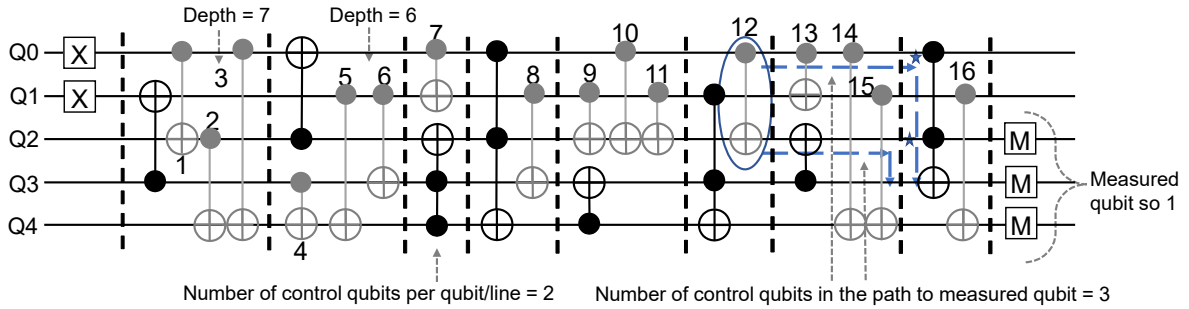 Depth = 7 Depth = 6
7 12 13 14
Q0 X 10
3 5 6 8 9 11 15 16
Q1 X
2
Q2 M
1
Q3 M Measured
qubit so 1
Q4 M
4
Number of control qubits per qubit/line = 2 Number of control qubits in the path to measured qubit = 3